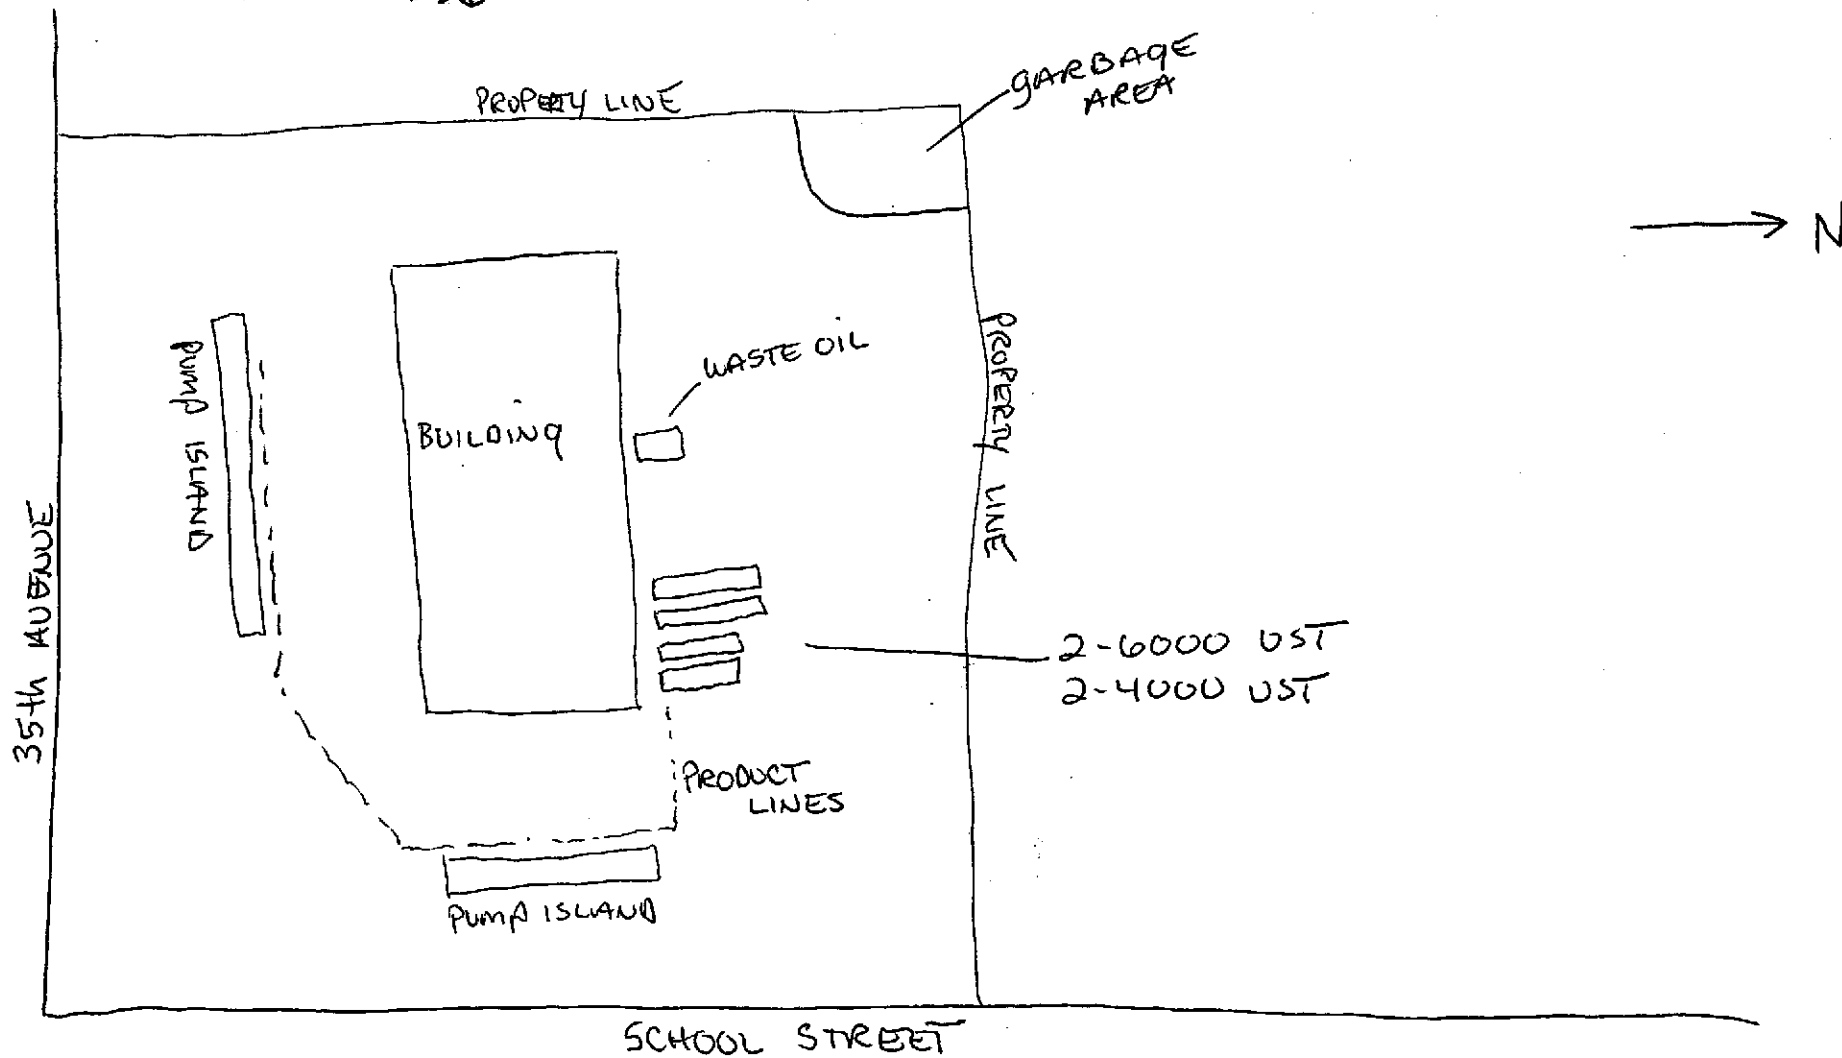 PROPERTY LINE
GARBAGE
AREA
N
PROPERTY LINE
WASTE OIL
BUILDING
PUMP ISLAND
35th AVENUE
2-6000 UST
2-4000 UST
PRODUCT
LINES
PUMP ISLAND
SCHOOL STREET